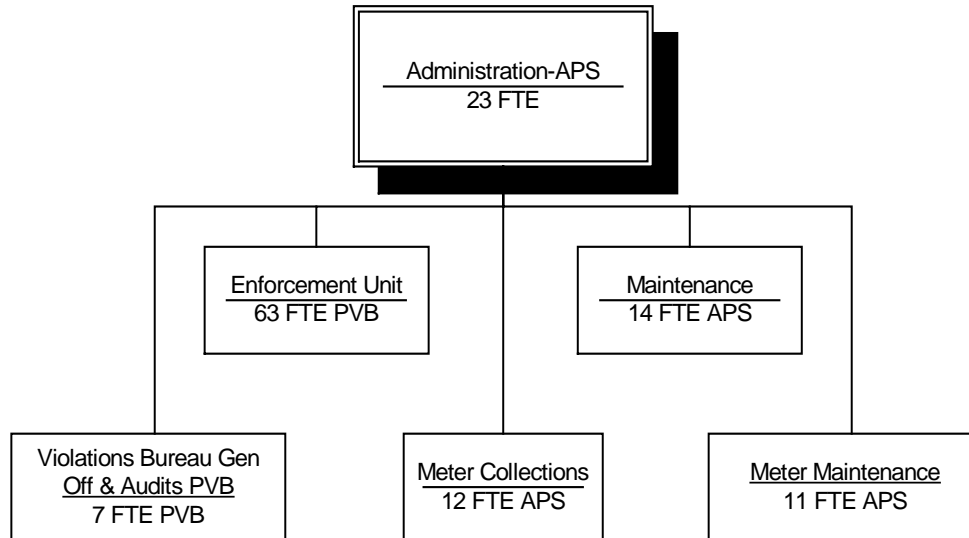 Administration-APS
23 FTE
Enforcement Unit
63 FTE PVB
Maintenance
14 FTE APS
Violations Bureau Gen
Off & Audits PVB
7 FTE PVB
Meter Collections
12 FTE APS
Meter Maintenance
11 FTE APS